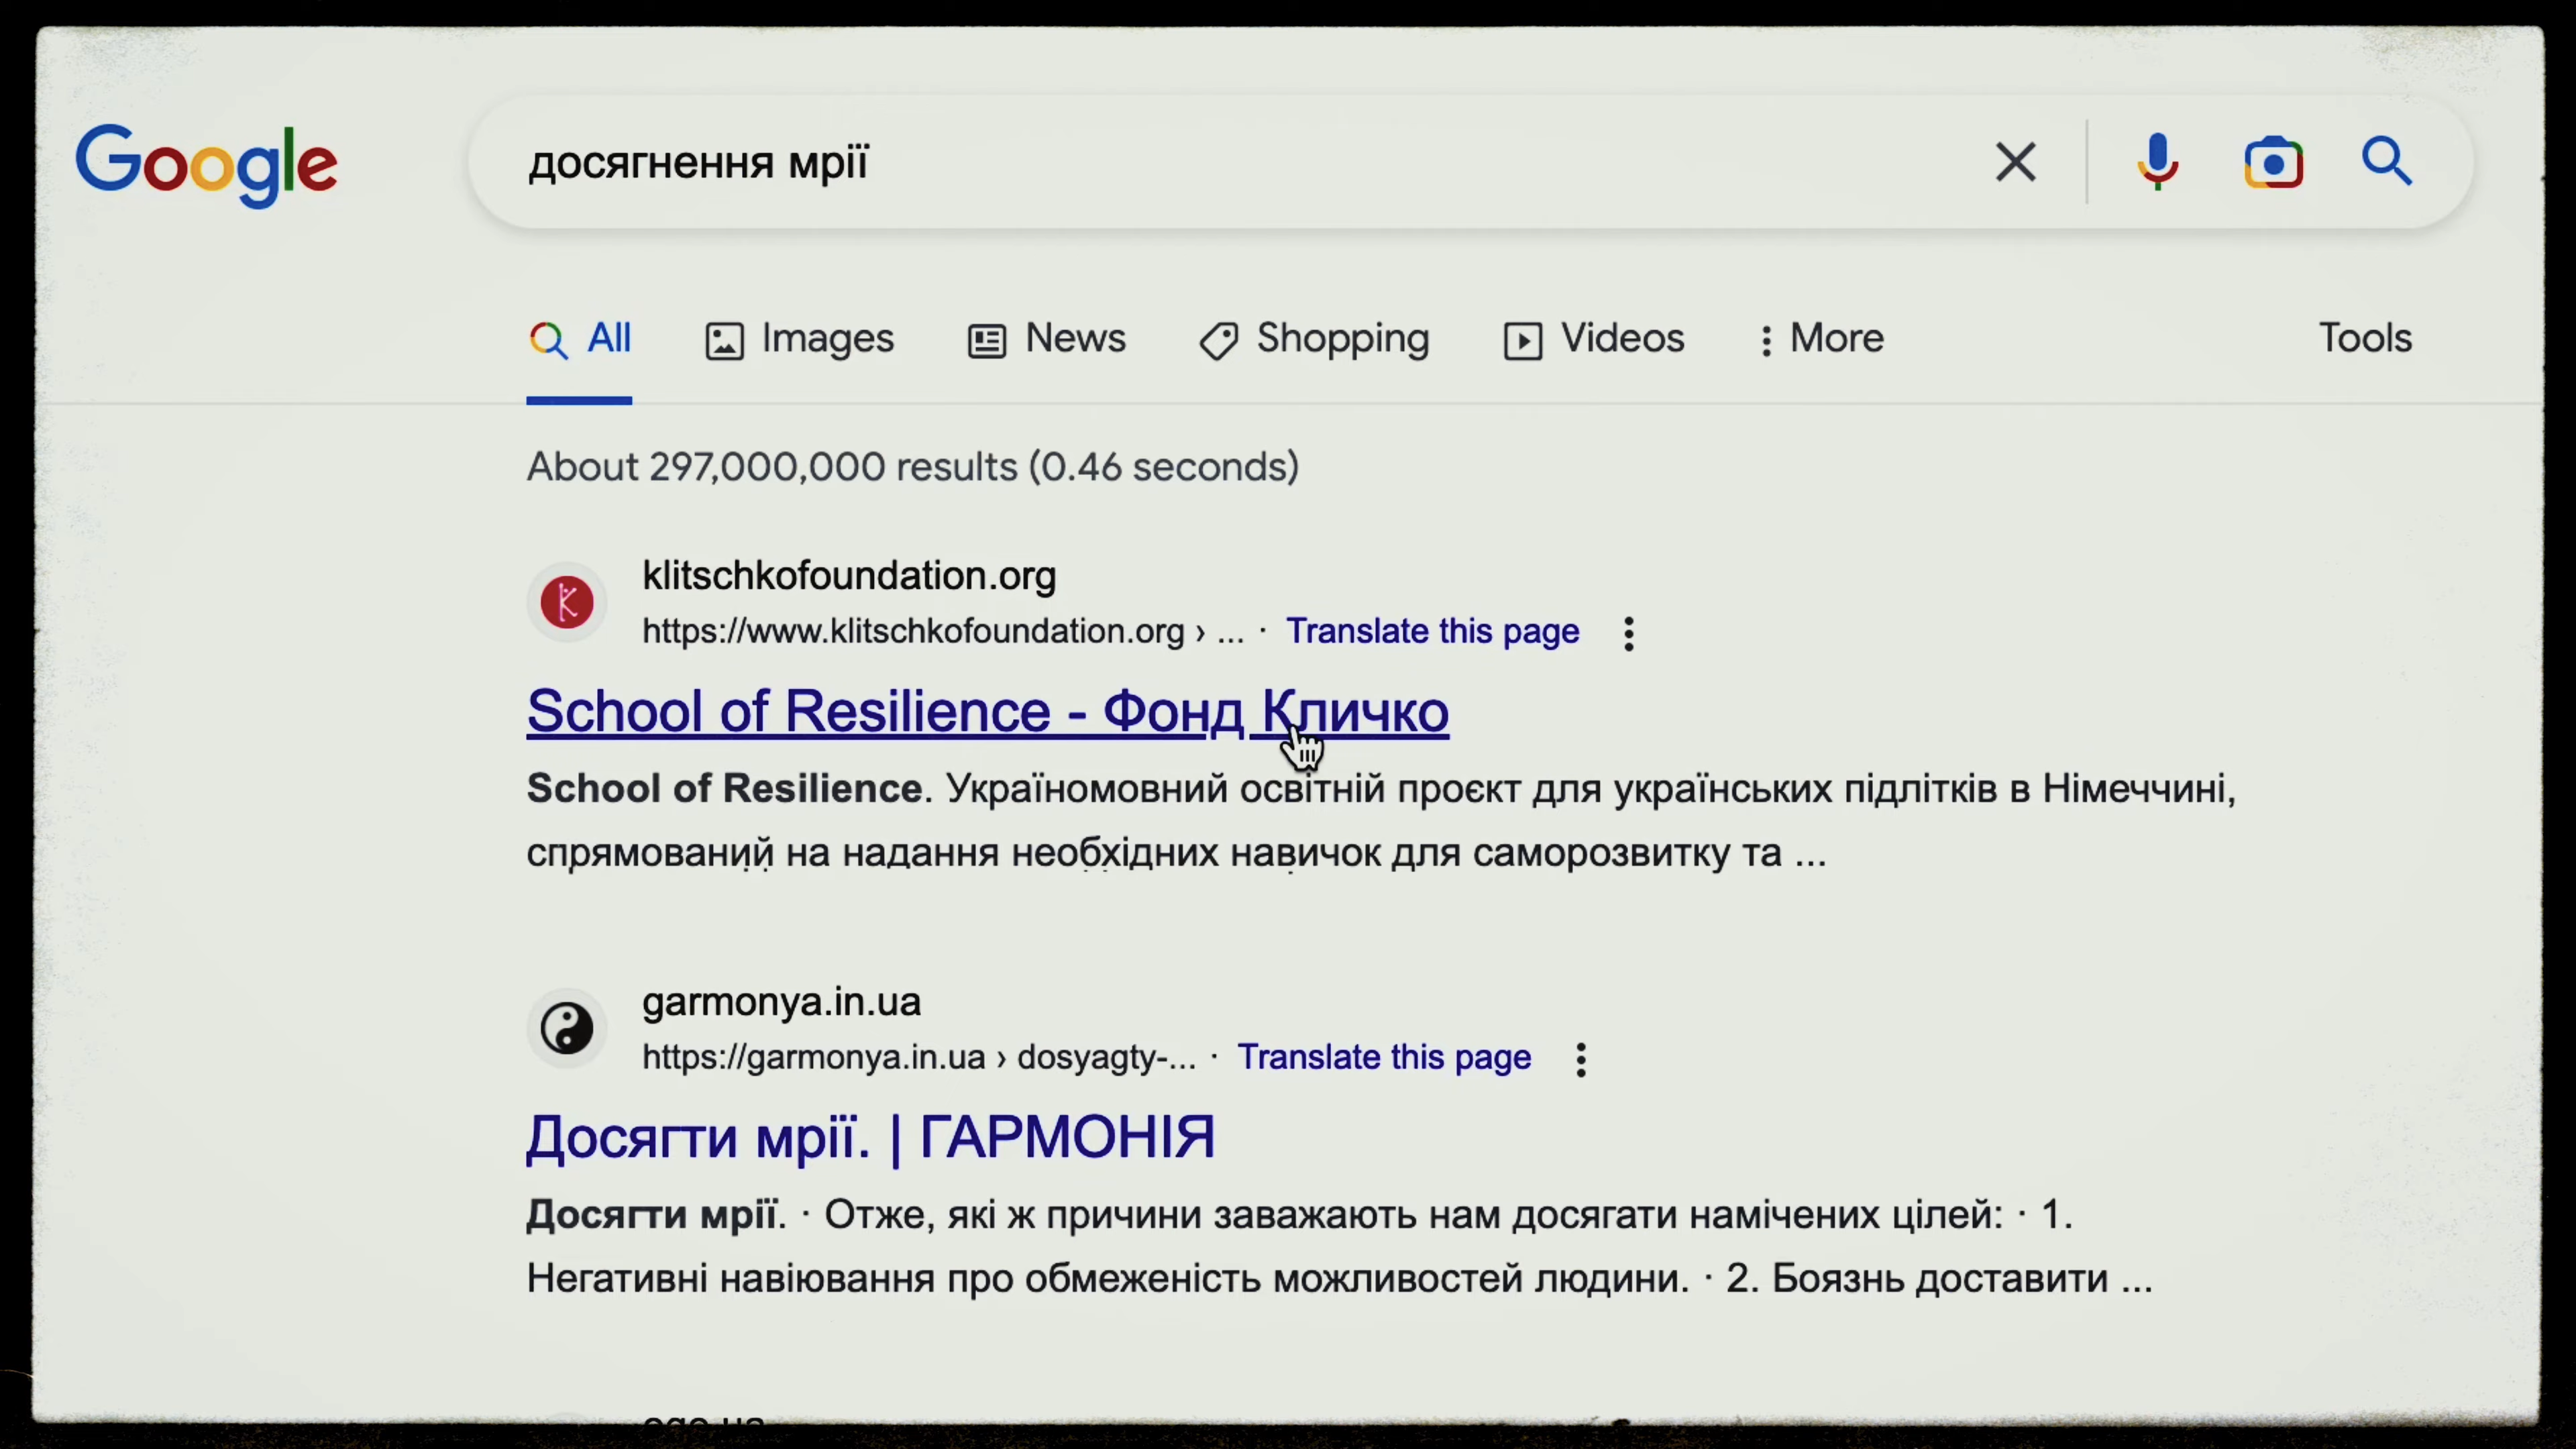 Google
досягнення мрії
All Images News Shopping Videos More Tools
About 297,000,000 results (0.46 seconds)
klitschkofoundation.org
https://www.klitschkofoundation.org › ... · Translate this page
School of Resilience - Фонд Кличко
School of Resilience. Україномовний освітній проєкт для українських підлітків в Німеччині,
спрямований на надання необхідних навичок для саморозвитку та ...
garmonya.in.ua
https://garmonya.in.ua › dosyagty-... · Translate this page
Досягти мрії. | ГАРМОНІЯ
Досягти мрії. · Отже, які ж причини заважають нам досягати намічених цілей: · 1.
Негативні навіювання про обмеженість можливостей людини. · 2. Боязнь доставити ...